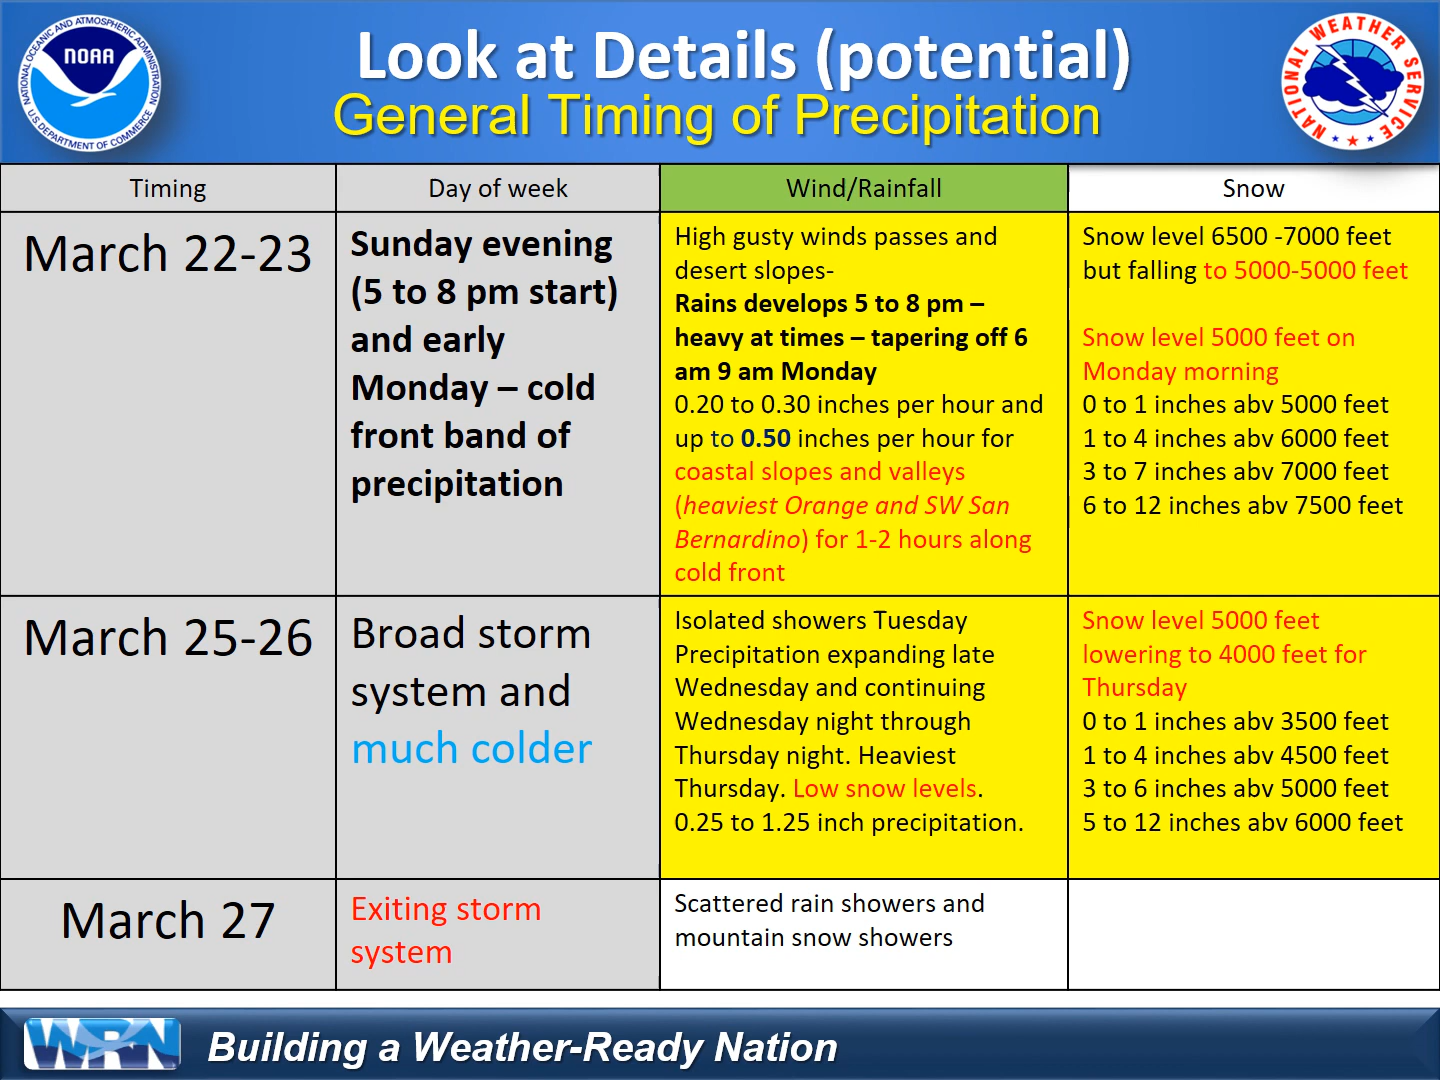 NATIONAL OCEANIC AND ATMOSPHERIC ADMINISTRATION
NOAA
U.S. DEPARTMENT OF COMMERCE
Look at Details (potential)
General Timing of Precipitation
NATIONAL WEATHER SERVICE
Timing
Day of week
Wind/Rainfall
Snow
March 22-23
Sunday evening
(5 to 8 pm start)
and early
Monday – cold
front band of
precipitation
High gusty winds passes and
desert slopes-
Rains develops 5 to 8 pm –
heavy at times – tapering off 6
am 9 am Monday
0.20 to 0.30 inches per hour and
up to 0.50 inches per hour for
coastal slopes and valleys
(heaviest Orange and SW San
Bernardino) for 1-2 hours along
cold front
Snow level 6500 -7000 feet
but falling to 5000-5000 feet
Snow level 5000 feet on
Monday morning
0 to 1 inches abv 5000 feet
1 to 4 inches abv 6000 feet
3 to 7 inches abv 7000 feet
6 to 12 inches abv 7500 feet
March 25-26
Broad storm
system and
much colder
Isolated showers Tuesday
Precipitation expanding late
Wednesday and continuing
Wednesday night through
Thursday night. Heaviest
Thursday. Low snow levels.
0.25 to 1.25 inch precipitation.
Snow level 5000 feet
lowering to 4000 feet for
Thursday
0 to 1 inches abv 3500 feet
1 to 4 inches abv 4500 feet
3 to 6 inches abv 5000 feet
5 to 12 inches abv 6000 feet
March 27
Exiting storm
system
Scattered rain showers and
mountain snow showers
WRN
Building a Weather-Ready Nation